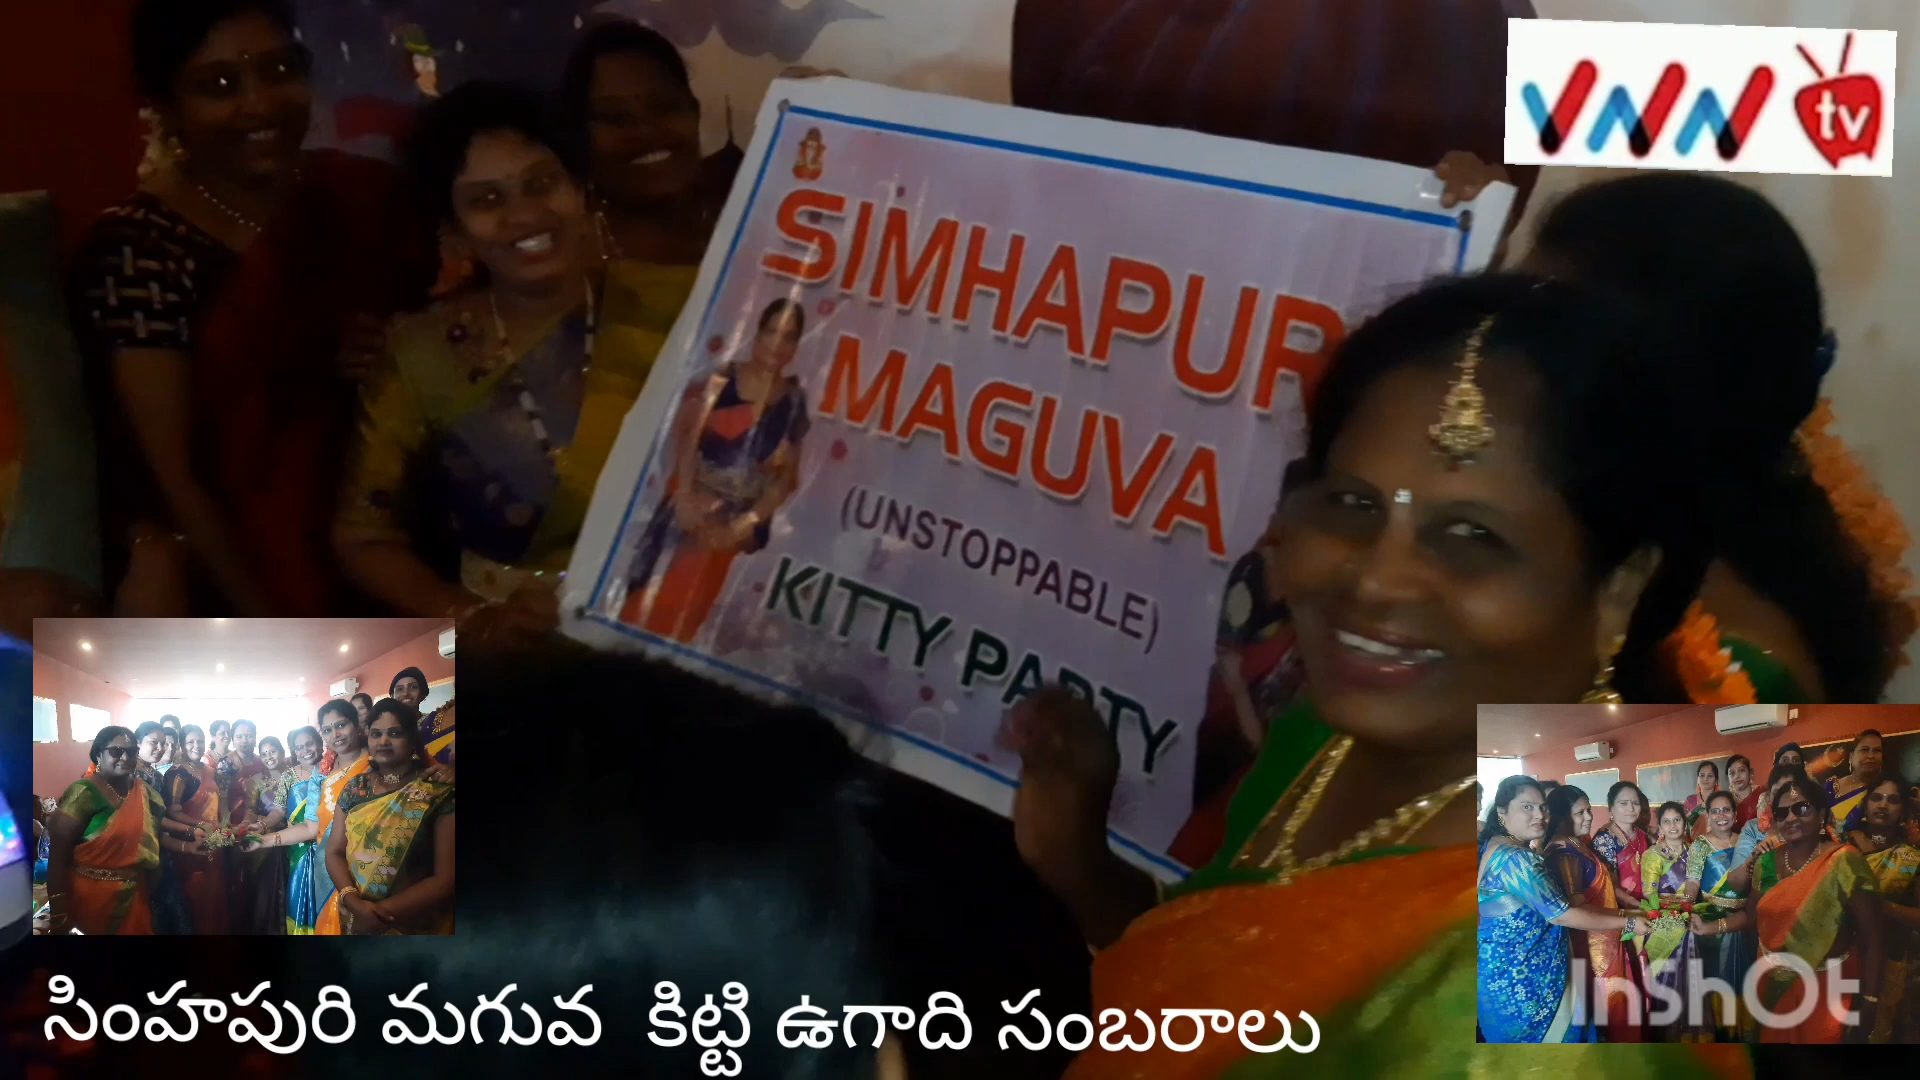 VNN tv
SIMHAPUR
MAGUVA
(UNSTOPPABLE)
KITTY PARTY
InShOt
సింహపురి మగువ కిట్టి ఉగాది సంబరాలు